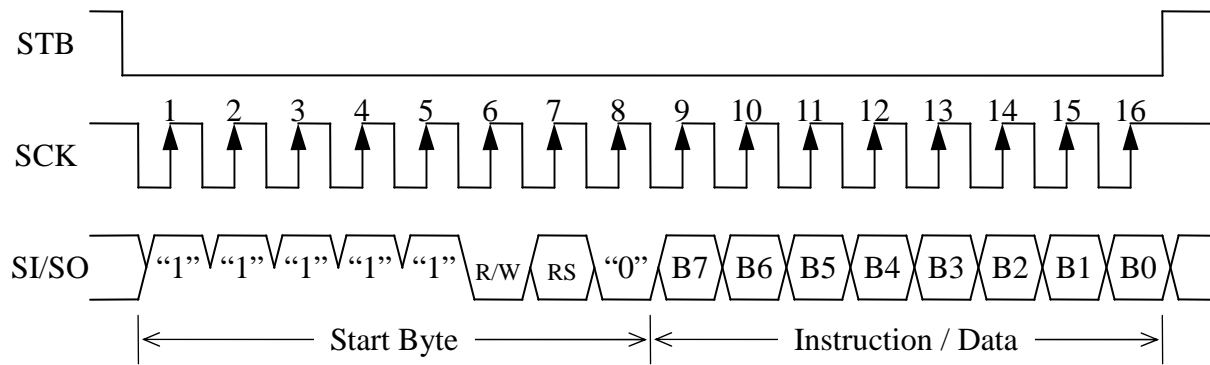 STB
1 2 3 4 5 6 7 8 9 10 11 12 13 14 15 16
SCK
SI/SO “1” “1” “1” “1” “1” R/W RS “0” B7 B6 B5 B4 B3 B2 B1 B0
Start Byte Instruction / Data